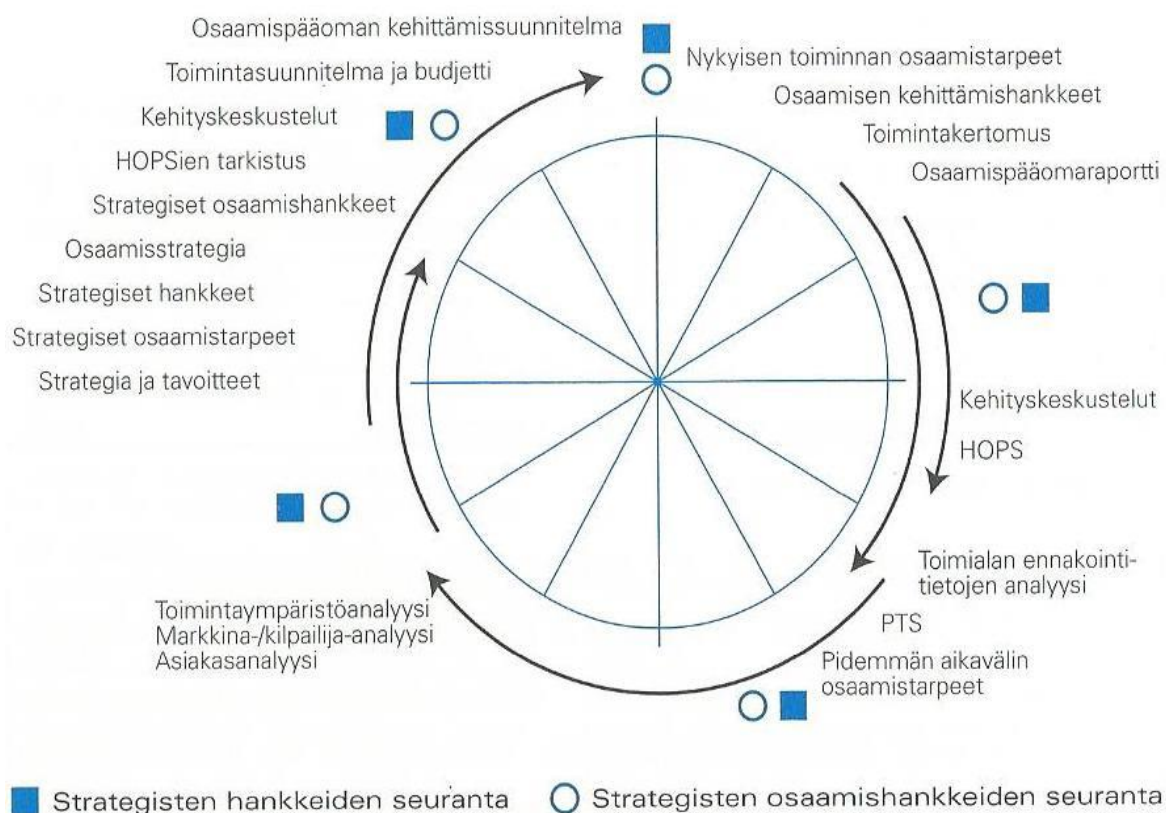 Osaamispääoman kehittämissuunnitelma
Toimintasuunnitelma ja budjetti
Kehityskeskustelut
HOPSien tarkistus
Strategiset osaamishankkeet
Osaamisstrategia
Strategiset hankkeet
Strategiset osaamistarpeet
Strategia ja tavoitteet
Nykyisen toiminnan osaamistarpeet
Osaamisen kehittämishankkeet
Toimintakertomus
Osaamispääomaraportti
Kehityskeskustelut
HOPS
Toimialan ennakointi-
tietojen analyysi
PTS
Pidemmän aikavälin
osaamistarpeet
Toimintaympäristöanalyysi
Markkina-/kilpailija-analyysi
Asiakasanalyysi
Strategisten hankkeiden seuranta
Strategisten osaamishankkeiden seuranta